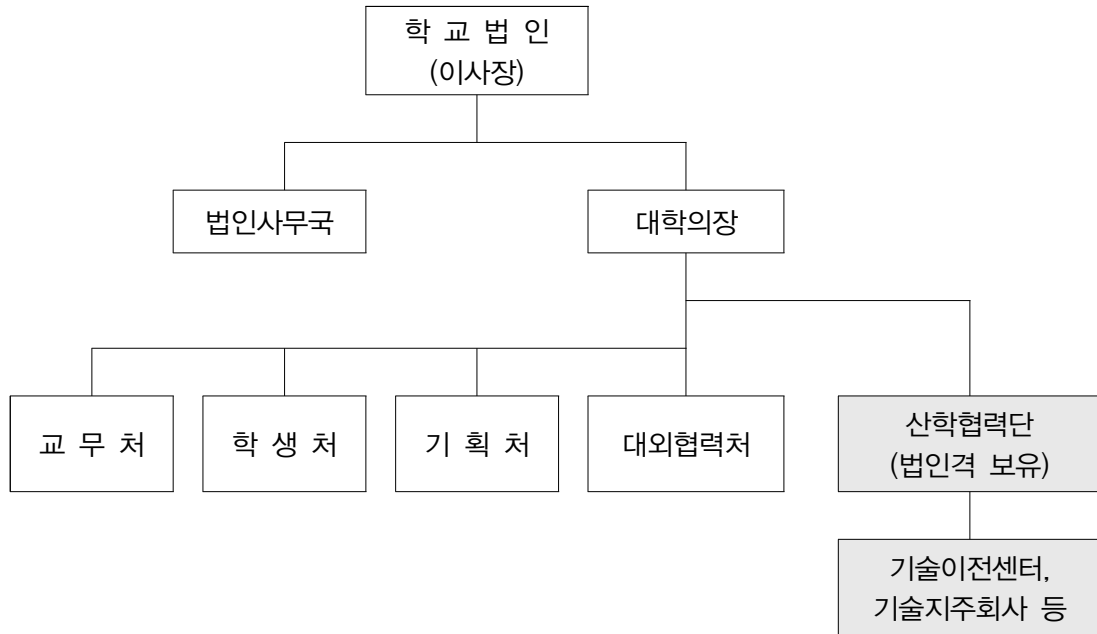 학 교 법 인
(이사장)
법인사무국
대학의장
교 무 처
학 생 처
기 획 처
대외협력처
산학협력단
(법인격 보유)
기술이전센터,
기술지주회사 등